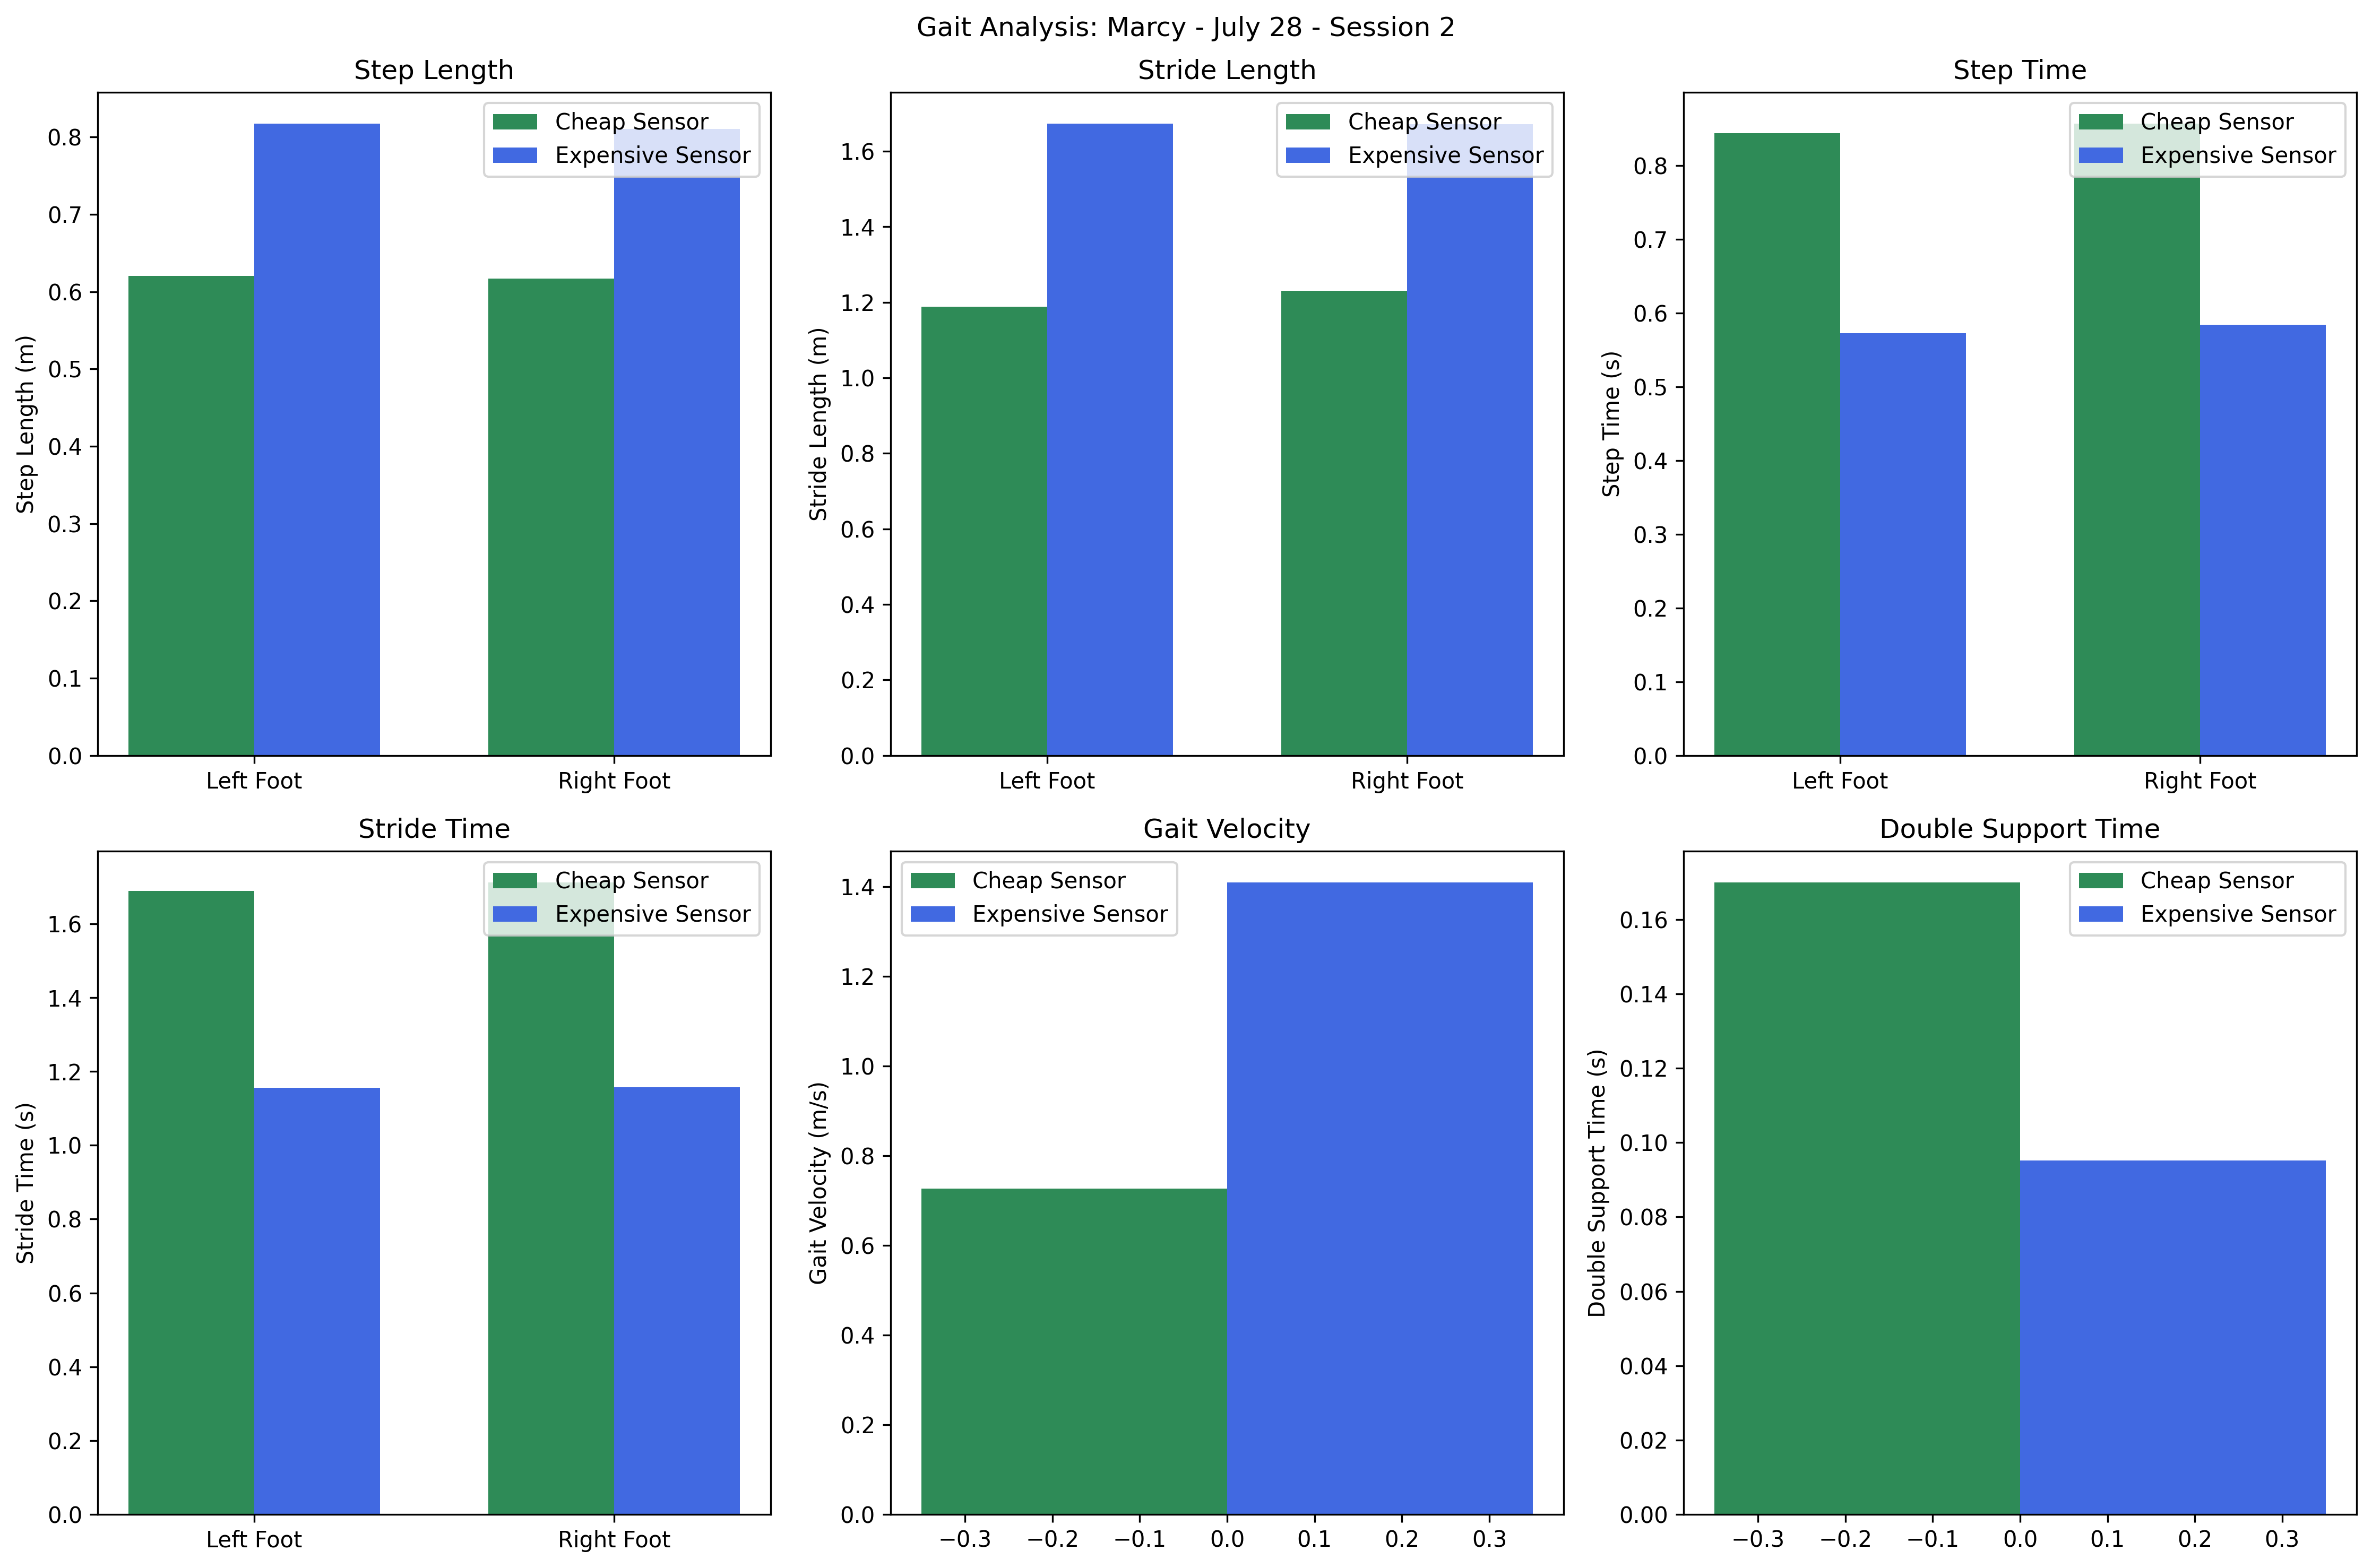 Gait Analysis: Marcy - July 28 - Session 2
Step Length
Step Length (m)
0.8
0.7
0.6
0.5
0.4
0.3
0.2
0.1
0.0
Cheap Sensor
Expensive Sensor
Left Foot Right Foot
Stride Length
Stride Length (m)
1.6
1.4
1.2
1.0
0.8
0.6
0.4
0.2
0.0
Cheap Sensor
Expensive Sensor
Left Foot Right Foot
Step Time
Step Time (s)
0.8
0.7
0.6
0.5
0.4
0.3
0.2
0.1
0.0
Cheap Sensor
Expensive Sensor
Left Foot Right Foot
Stride Time
Stride Time (s)
1.6
1.4
1.2
1.0
0.8
0.6
0.4
0.2
0.0
Cheap Sensor
Expensive Sensor
Left Foot Right Foot
Gait Velocity
Gait Velocity (m/s)
1.4
1.2
1.0
0.8
0.6
0.4
0.2
0.0
Cheap Sensor
Expensive Sensor
−0.3 −0.2 −0.1 0.0 0.1 0.2 0.3
Double Support Time
Double Support Time (s)
0.16
0.14
0.12
0.10
0.08
0.06
0.04
0.02
0.00
Cheap Sensor
Expensive Sensor
−0.3 −0.2 −0.1 0.0 0.1 0.2 0.3